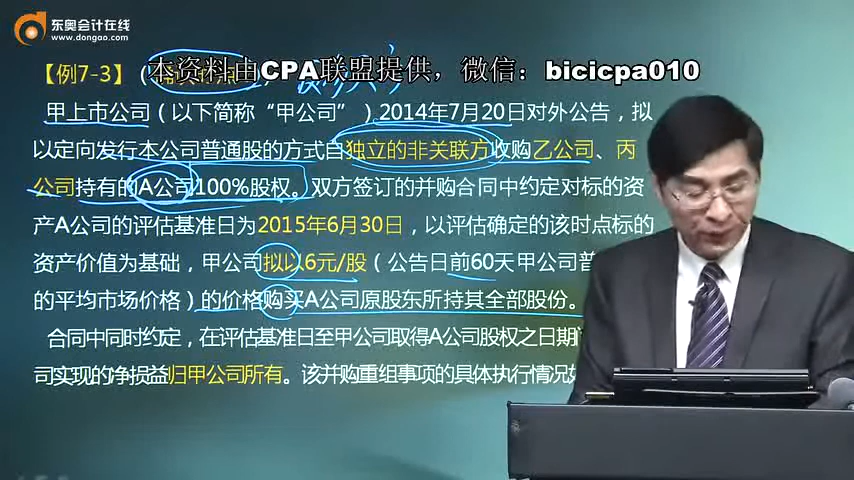 东奥会计在线
www.dongao.com
【例7-3】（
本资料由CPA联盟提供，微信：bicicpa010
甲上市公司（以下简称“甲公司”）2014年7月20日对外公告，拟
以定向发行本公司普通股的方式自独立的非关联方收购乙公司、丙
公司持有的A公司100%股权。双方签订的并购合同中约定对标的资
产A公司的评估基准日为2015年6月30日，以评估确定的该时点标的
资产价值为基础，甲公司拟以6元/股（公告日前60天甲公司普
的平均市场价格）的价格购买A公司原股东所持其全部股份。
合同中同时约定，在评估基准日至甲公司取得A公司股权之日期间
司实现的净损益归甲公司所有。该并购重组事项的具体执行情况如